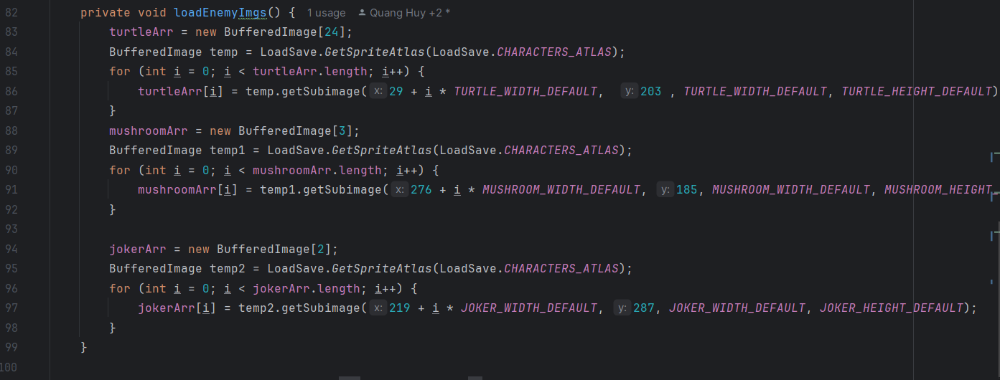 82 private void loadEnemyImgs() { 1 usage Quang Huy +2 *
83 turtleArr = new BufferedImage[24];
84 BufferedImage temp = LoadSave.GetSpriteAtlas(LoadSave.CHARACTERS_ATLAS);
85 for (int i = 0; i < turtleArr.length; i++) {
86 turtleArr[i] = temp.getSubimage( x: 29 + i * TURTLE_WIDTH_DEFAULT, y: 203 , TURTLE_WIDTH_DEFAULT, TURTLE_HEIGHT_DEFAULT)
87 }
88 mushroomArr = new BufferedImage[3];
89 BufferedImage temp1 = LoadSave.GetSpriteAtlas(LoadSave.CHARACTERS_ATLAS);
90 for (int i = 0; i < mushroomArr.length; i++) {
91 mushroomArr[i] = temp1.getSubimage( x: 276 + i * MUSHROOM_WIDTH_DEFAULT, y: 185, MUSHROOM_WIDTH_DEFAULT, MUSHROOM_HEIGHT_
92 }
93
94 jokerArr = new BufferedImage[2];
95 BufferedImage temp2 = LoadSave.GetSpriteAtlas(LoadSave.CHARACTERS_ATLAS);
96 for (int i = 0; i < jokerArr.length; i++) {
97 jokerArr[i] = temp2.getSubimage( x: 219 + i * JOKER_WIDTH_DEFAULT, y: 287, JOKER_WIDTH_DEFAULT, JOKER_HEIGHT_DEFAULT);
98 }
99 }
100